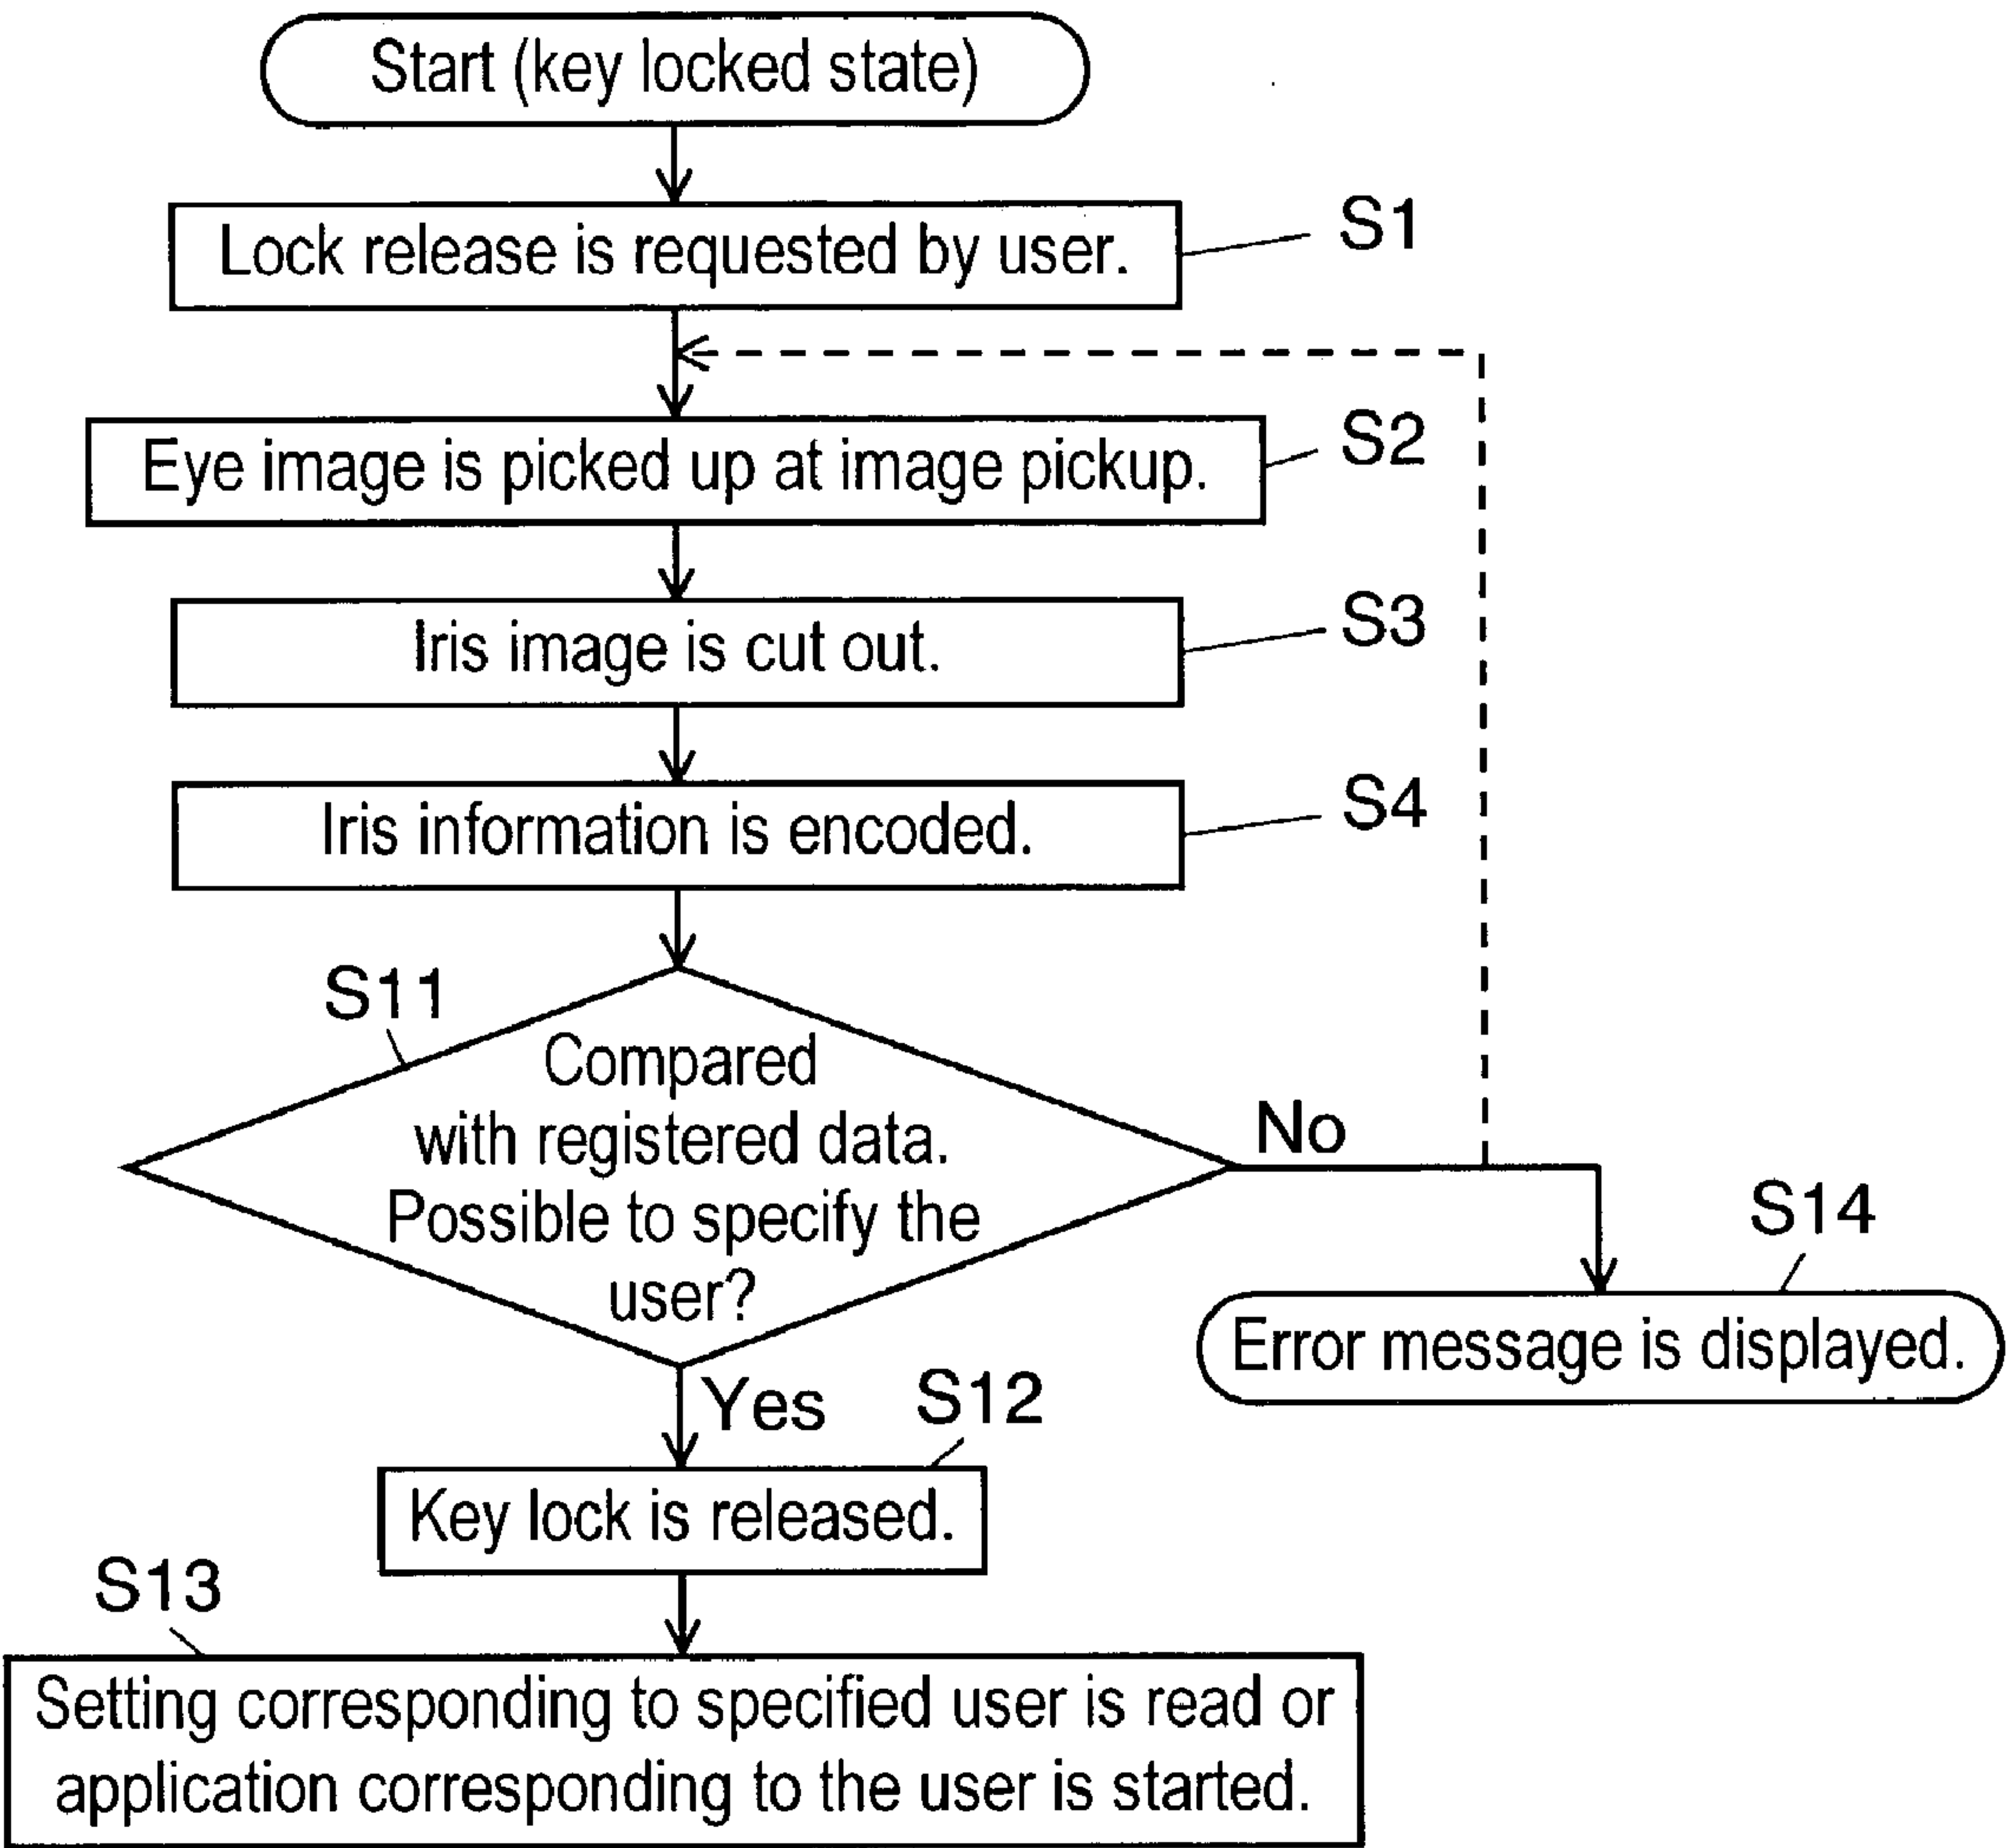 Start (key locked state)
S1
Lock release is requested by user.
S2
Eye image is picked up at image pickup.
S3
Iris image is cut out.
S4
Iris information is encoded.
S11
Compared
with registered data.
Possible to specify the
user?
No
S14
Error message is displayed.
Yes
S12
Key lock is released.
S13
Setting corresponding to specified user is read or
application corresponding to the user is started.